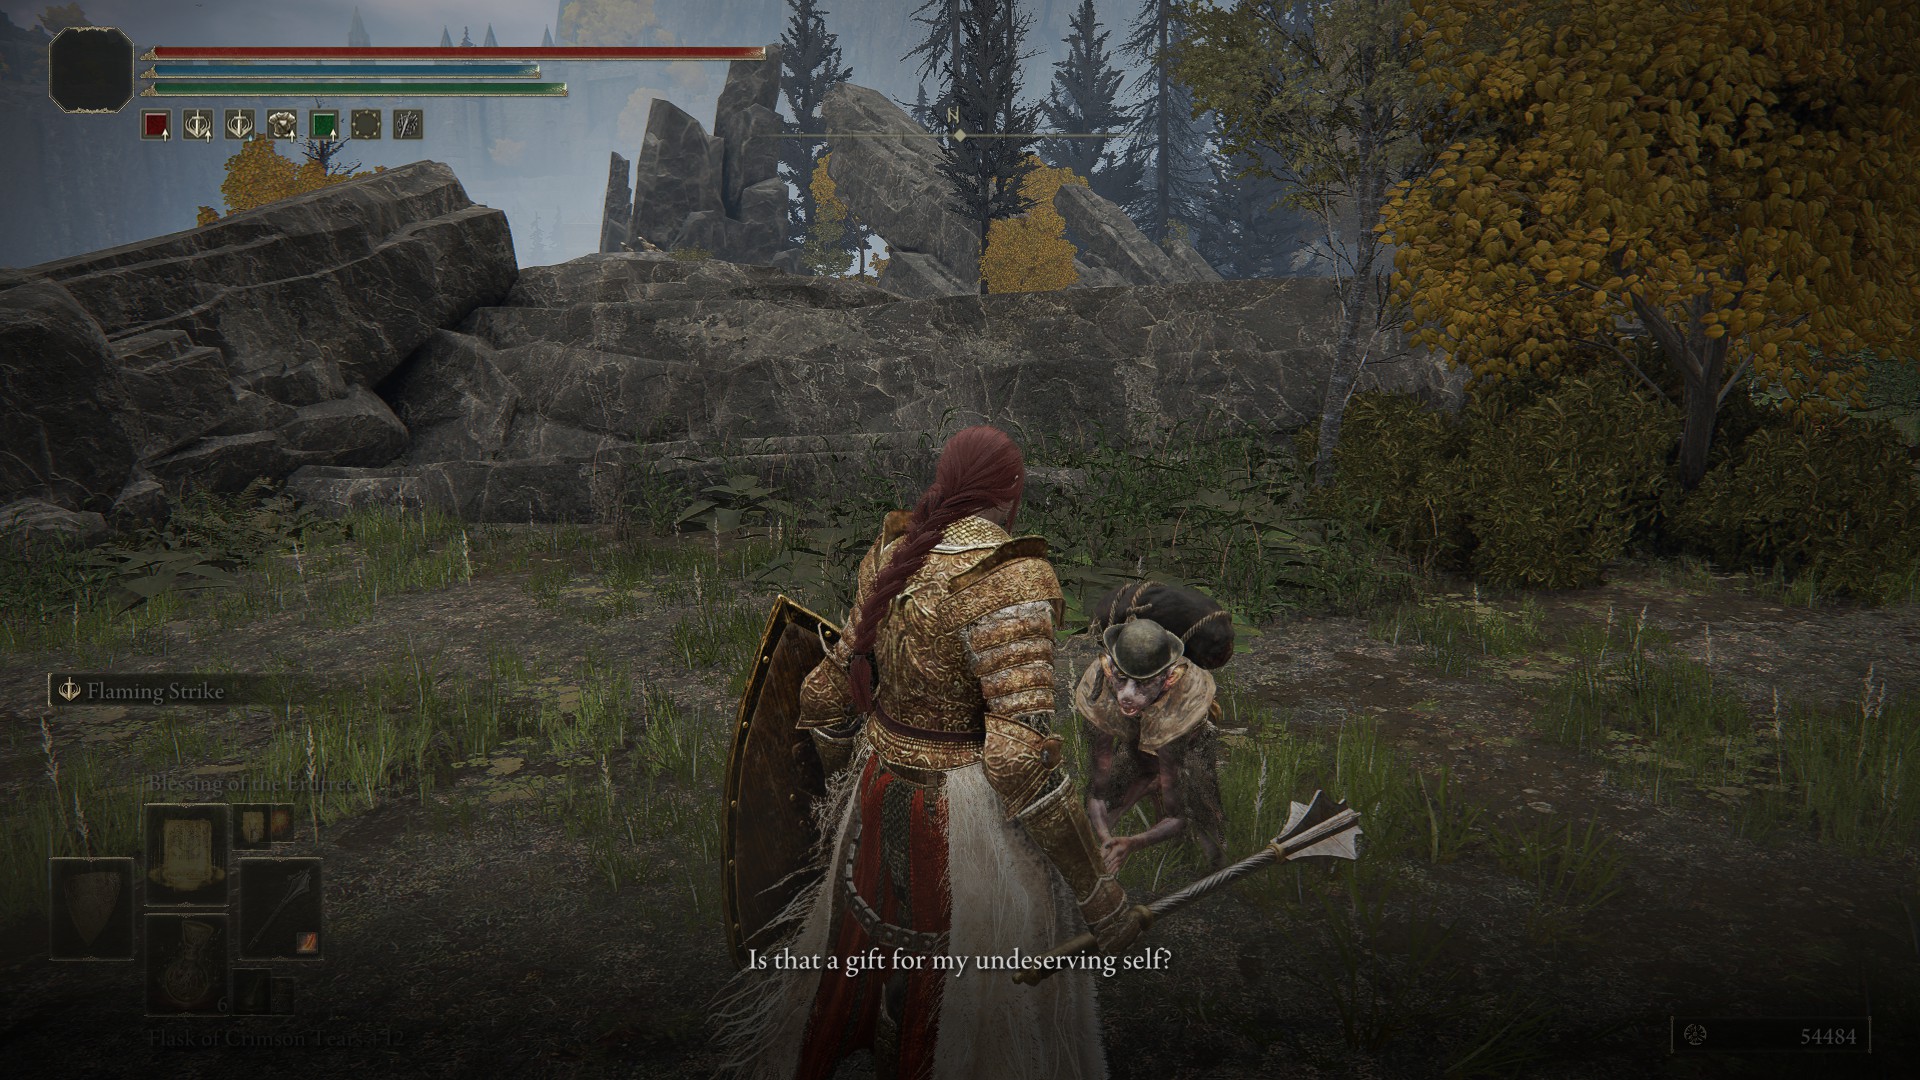 N
Flaming Strike
Blessing of the Erdtree
6
Flask of Crimson Tears +12
Is that a gift for my undeserving self?
54484